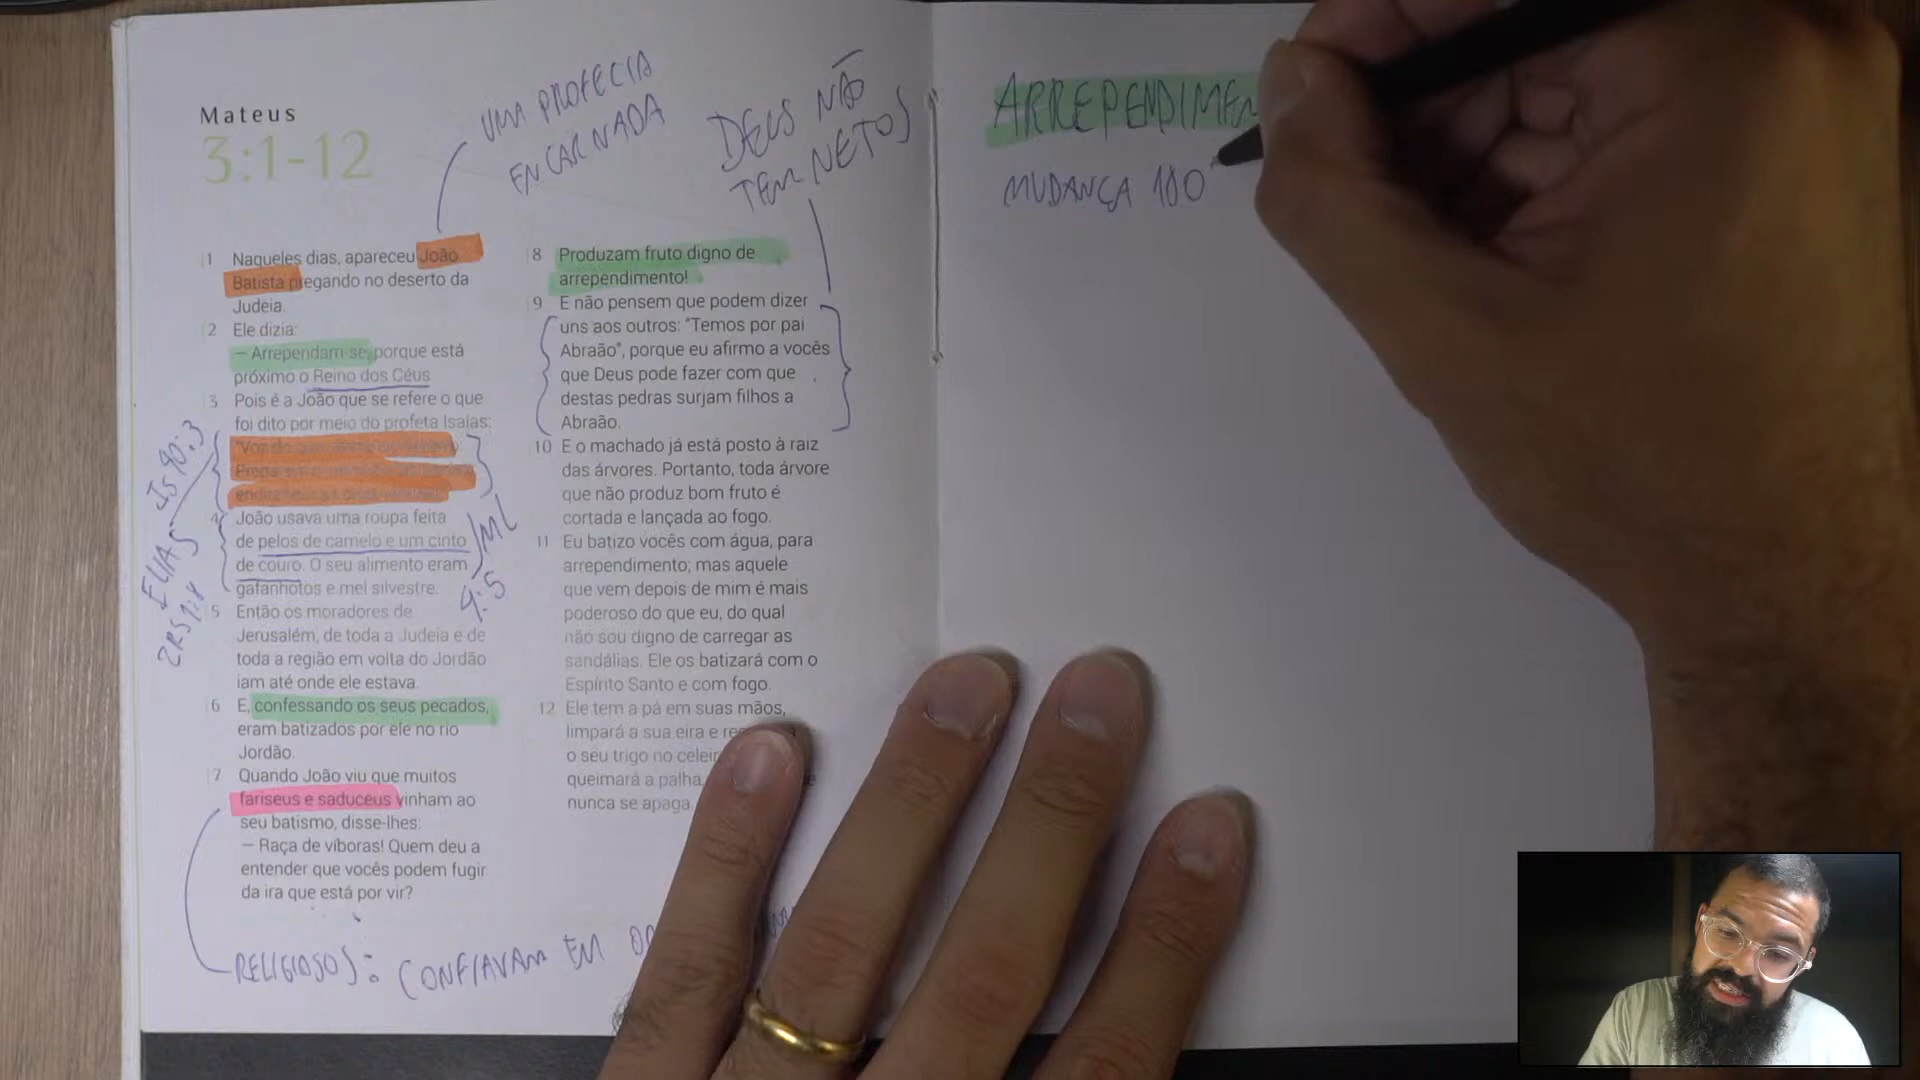 Mateus
3:1-12
UMA PROFECIA
ENCARNADA
DEUS NÃO
TEM NETOS
1 Naqueles dias, apareceu João
Batista pregando no deserto da
Judeia.
2 Ele dizia:
— Arrependam-se, porque está
próximo o Reino dos Céus
3 Pois é a João que se refere o que
foi dito por meio do profeta Isaías:
4 João usava uma roupa feita
de pelos de camelo e um cinto
de couro. O seu alimento eram
gafanhotos e mel silvestre.
5 Então os moradores de
Jerusalém, de toda a Judeia e de
toda a região em volta do Jordão
iam até onde ele estava.
6 E, confessando os seus pecados,
eram batizados por ele no rio
Jordão.
7 Quando João viu que muitos
fariseus e saduceus vinham ao
seu batismo, disse-lhes:
— Raça de víboras! Quem deu a
entender que vocês podem fugir
da ira que está por vir?
Is 40:3
ELIAS
2RS 1:8
ML
4:5
RELIGIOSOS: CONFIAVAM EM
8 Produzam fruto digno de
arrependimento!
9 E não pensem que podem dizer
uns aos outros: "Temos por pai
Abraão", porque eu afirmo a vocês
que Deus pode fazer com que
destas pedras surjam filhos a
Abraão.
10 E o machado já está posto à raiz
das árvores. Portanto, toda árvore
que não produz bom fruto é
cortada e lançada ao fogo.
11 Eu batizo vocês com água, para
arrependimento; mas aquele
que vem depois de mim é mais
poderoso do que eu, do qual
não sou digno de carregar as
sandálias. Ele os batizará com o
Espírito Santo e com fogo.
12 Ele tem a pá em suas mãos,
limpará a sua eira e
o seu trigo no
queimará a palha
nunca se apaga.
ARREPENDIMEN
MUDANÇA 180°